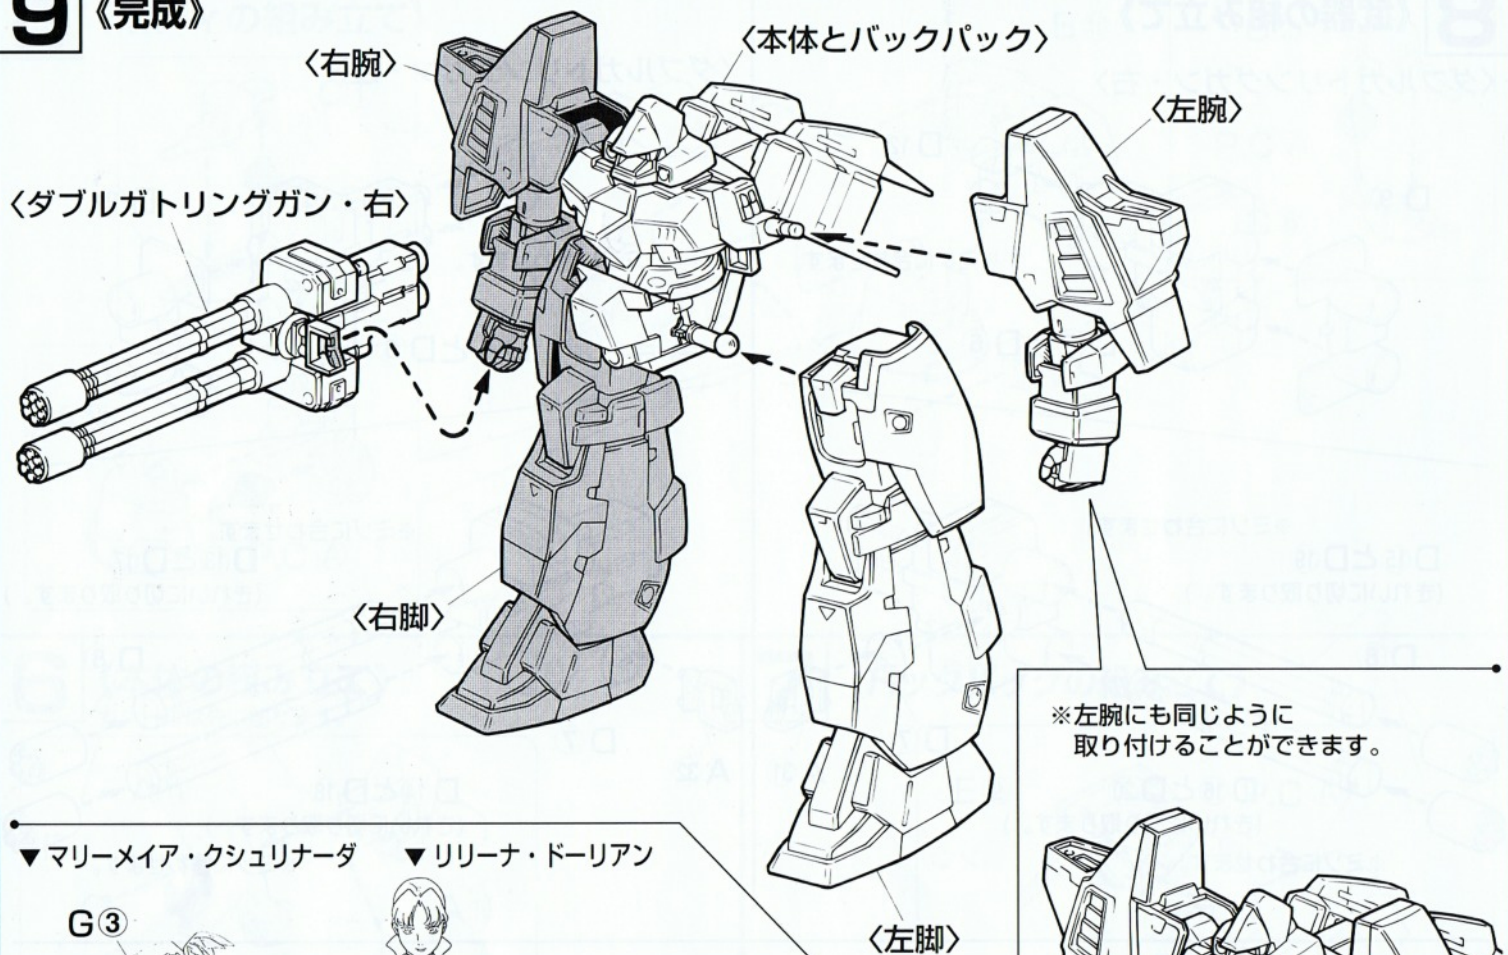 9 《完成》
〈右腕〉
〈本体とバックパック〉
〈左腕〉
〈ダブルガトリングガン・右〉
〈右脚〉
※左腕にも同じように
取り付けることができます。
▼マリーメイア・クシュリナーダ
▼リリーナ・ドーリアン
G③
〈左脚〉